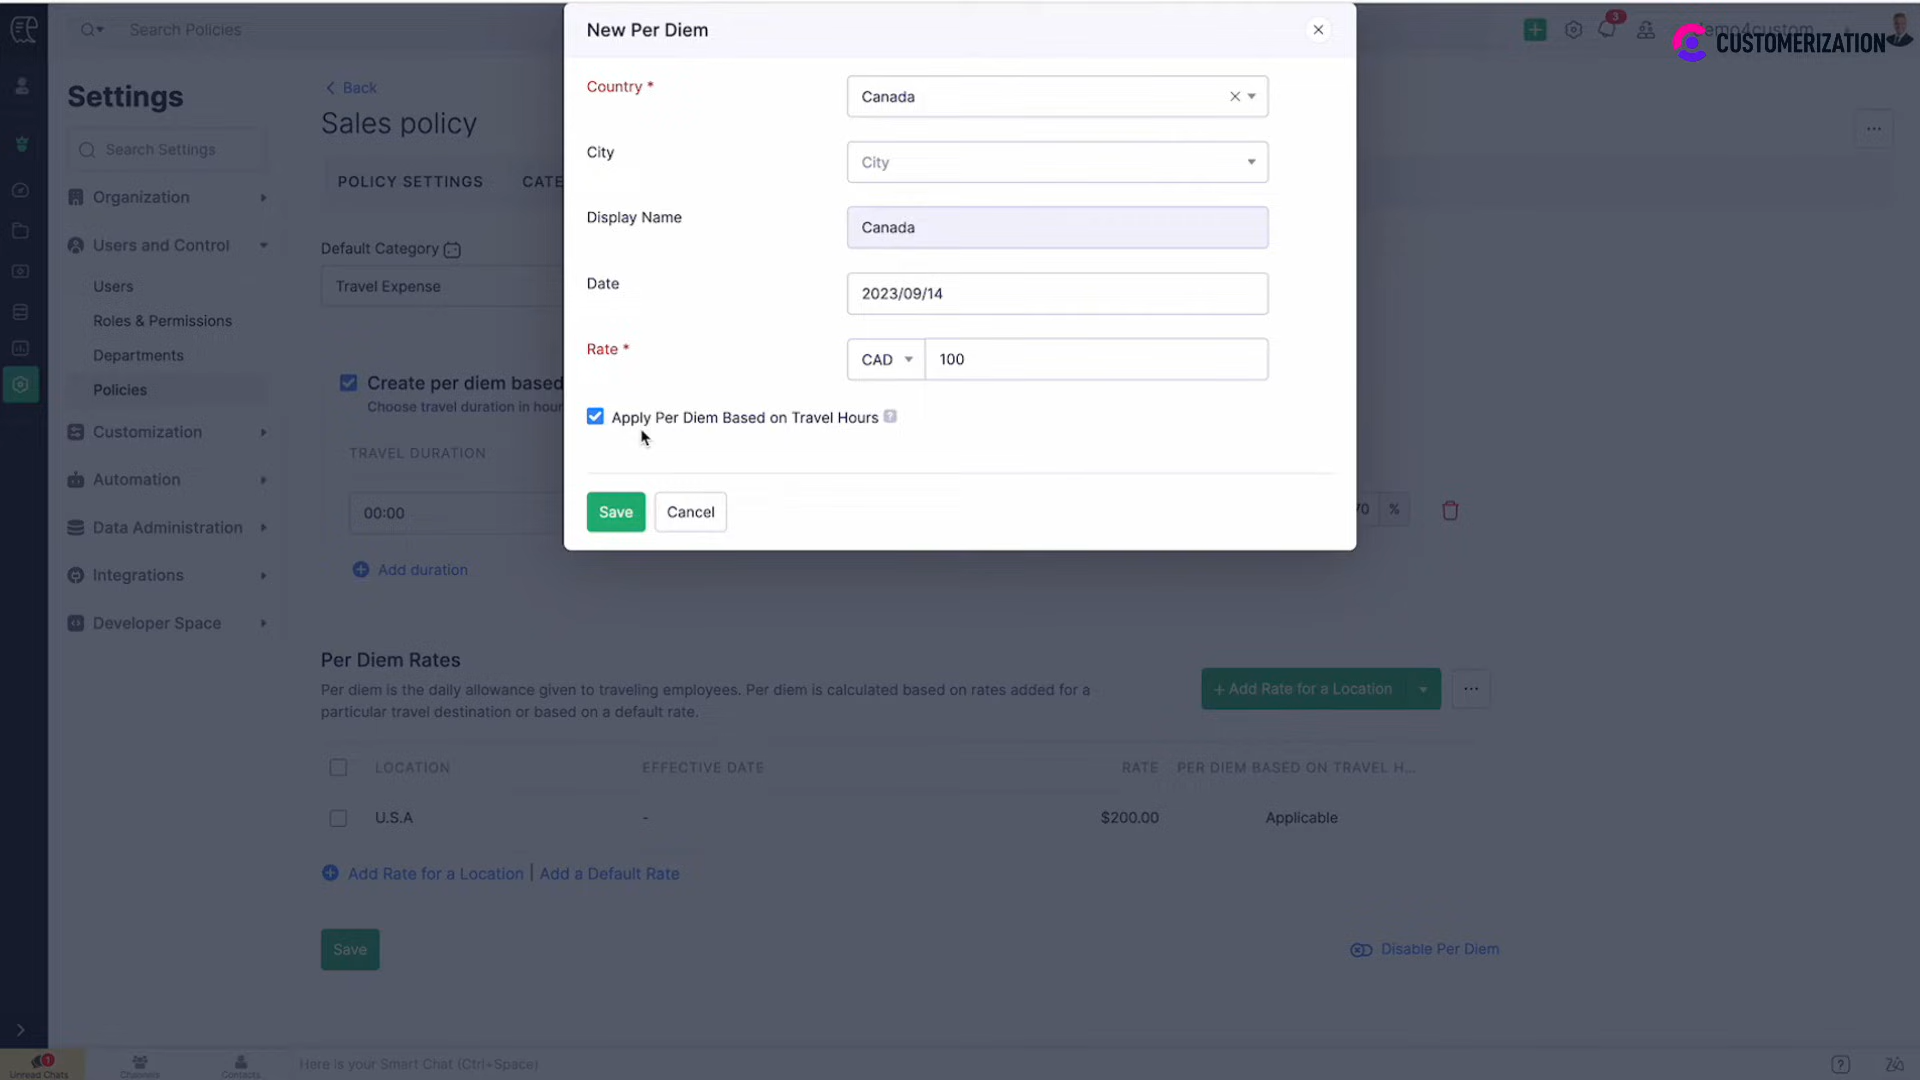 New Per Diem
Search Policies
3
CUSTOMERIZATION
Settings
Back
Sales policy
Search Settings
POLICY SETTINGS
Organization
Users and Control
Users
Roles & Permissions
Departments
Policies
Customization
Automation
Data Administration
Integrations
Developer Space
Default Category
Travel Expense
Create per diem based
Choose travel duration in hour
TRAVEL DURATION
00:00
%
Add duration
Country *
Canada
City
City
Display Name
Canada
Date
2023/09/14
Rate *
CAD 100
Apply Per Diem Based on Travel Hours ?
Save Cancel
Per Diem Rates
Per diem is the daily allowance given to traveling employees. Per diem is calculated based on rates added for a
particular travel destination or based on a default rate.
+ Add Rate for a Location
LOCATION EFFECTIVE DATE RATE PER DIEM BASED ON TRAVEL H...
U.S.A - $200.00 Applicable
Add Rate for a Location | Add a Default Rate
Save
Disable Per Diem
1
Unread Chats Channels Contacts Here is your Smart Chat (Ctrl+Space)
?